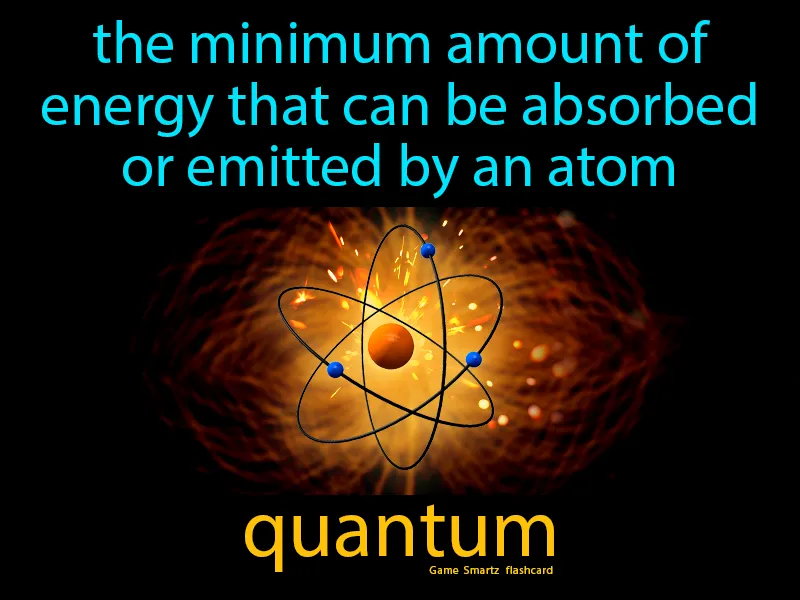 the minimum amount of
energy that can be absorbed
or emitted by an atom
quantum
Game Smartz flashcard